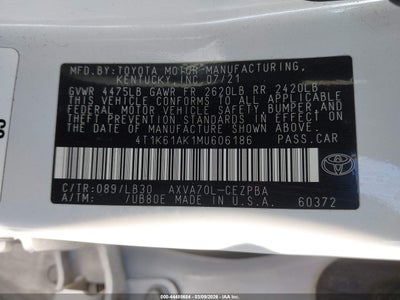 MFD. BY: TOYOTA MOTOR MANUFACTURING,
KENTUCKY, INC. 07/21
GVWR 4475LB GAWR FR 2620LB RR 2420LB
THIS VEHICLE CONFORMS TO ALL APPLICABLE
FEDERAL MOTOR VEHICLE SAFETY, BUMPER, AND
THEFT PREVENTION STANDARDS IN EFFECT ON
THE DATE OF MANUFACTURE SHOWN ABOVE.
4T1K61AK1MU606186 PASS.CAR
C/TR:089/LB30 AXVA70L-CEZPBA
A/TM: /UB80E MADE IN U.S.A.
60372
TOYOTA